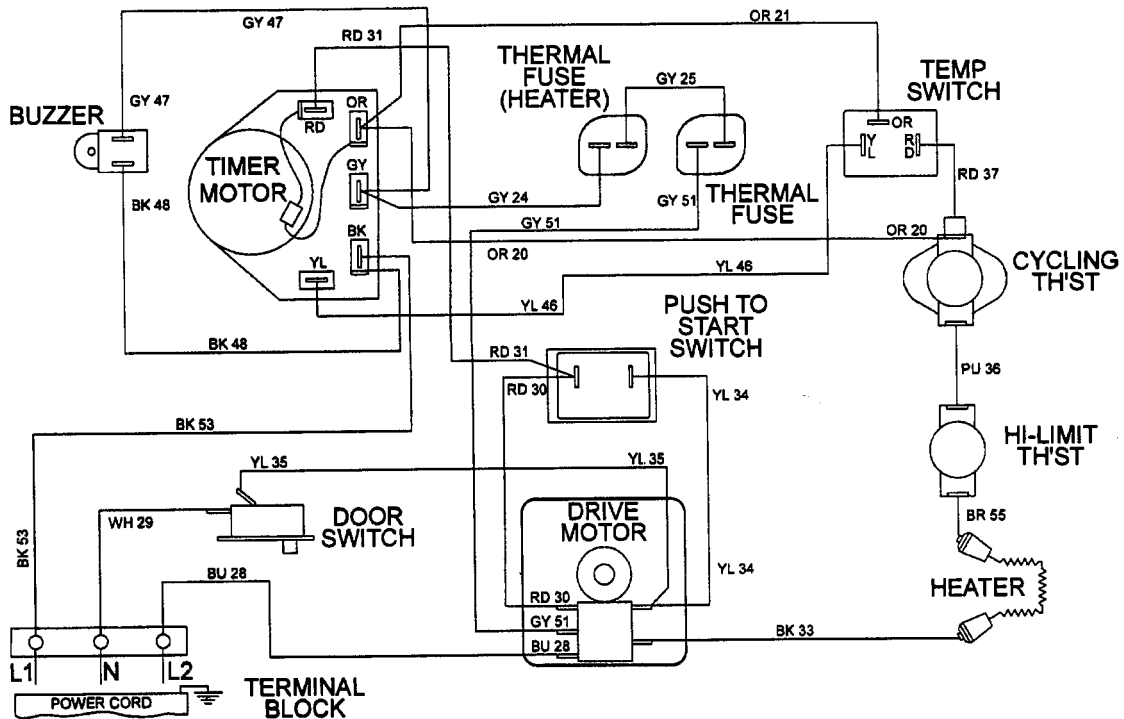 GY 47
RD 31
OR 21
THERMAL
FUSE
(HEATER)
GY 25
TEMP
SWITCH
GY 47
BUZZER
OR
RD
OR
Y
L
R
D
TIMER
MOTOR
GY
RD 37
BK 48
GY 24
GY 51
THERMAL
FUSE
GY 51
BK
OR 20
OR 20
YL
YL 46
CYCLING
TH'ST
YL 46
PUSH TO
START
SWITCH
BK 48
RD 31
RD 30
YL 34
PU 36
BK 53
HI-LIMIT
TH'ST
YL 35
YL 35
WH 29
DOOR
SWITCH
DRIVE
MOTOR
BR 55
BK 53
BU 28
YL 34
HEATER
RD 30
GY 51
BU 28
BK 33
L1
N
L2
POWER CORD
TERMINAL
BLOCK